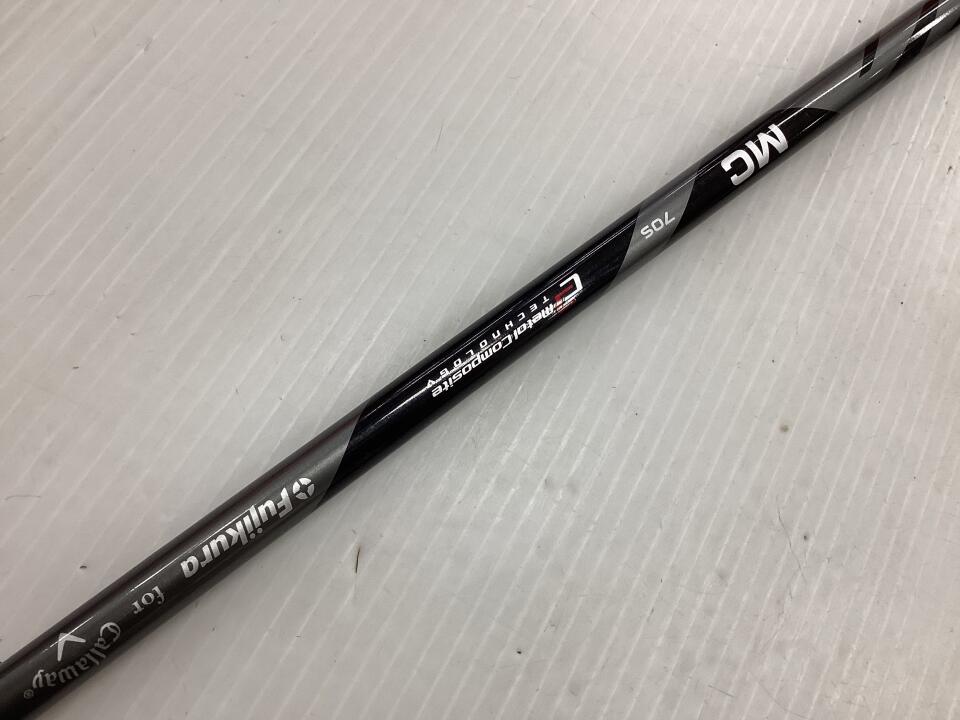 MC
70S
Metal Composite
TECHNOLOGY
Fujikura
for
Callaway®